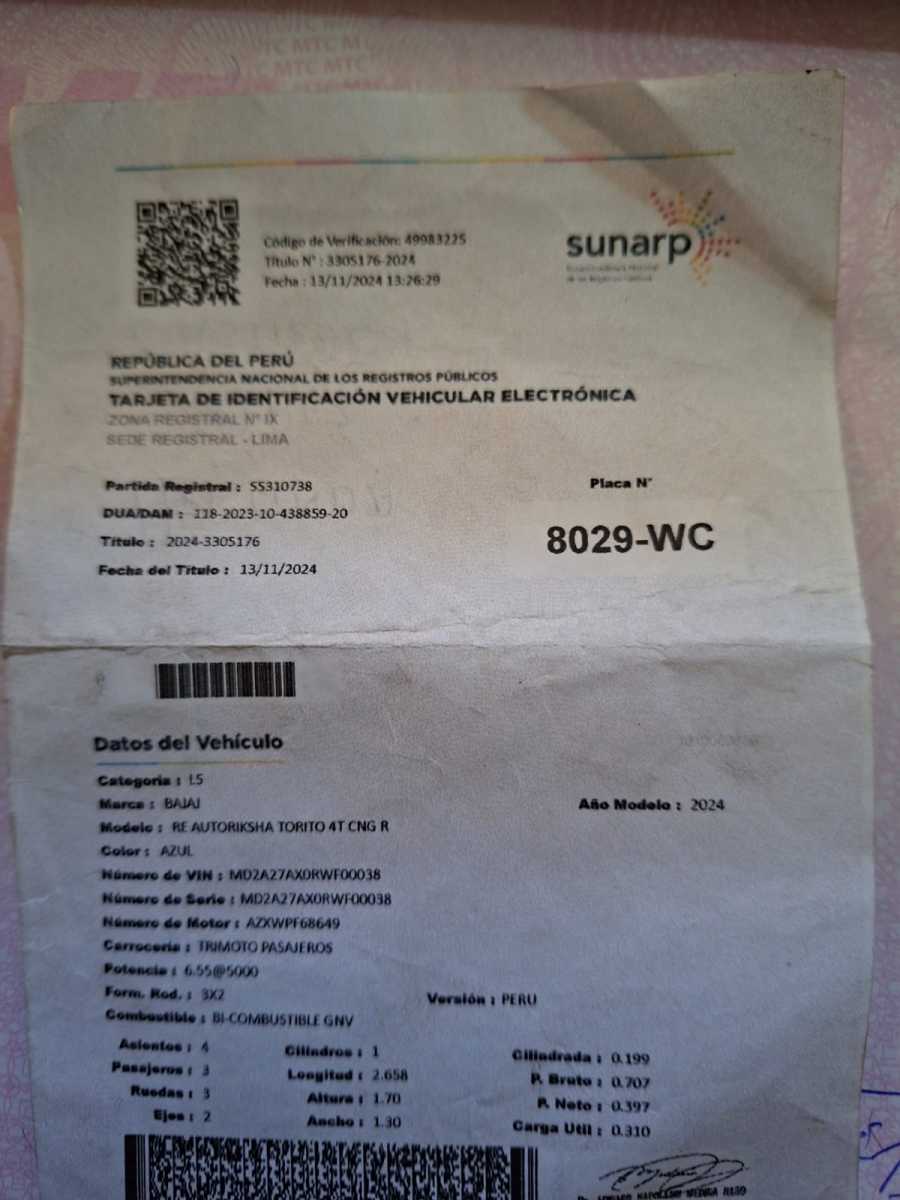 MTC MTC M
C MTC MTC
Código de Verificación: 49983225
Título N° : 3305176-2024
Fecha : 13/11/2024 13:26:29
sunarp
REPÚBLICA DEL PERÚ
SUPERINTENDENCIA NACIONAL DE LOS REGISTROS PÚBLICOS
TARJETA DE IDENTIFICACIÓN VEHICULAR ELECTRÓNICA
ZONA REGISTRAL N° IX
SEDE REGISTRAL - LIMA
Partida Registral : 55310738
Placa N°
DUA/DAM : 118-2023-10-438859-20
8029-WC
Título : 2024-3305176
Fecha del Título : 13/11/2024
Datos del Vehículo
Categoría : L5
Marca : BAJAJ
Año Modelo : 2024
Modelo : RE AUTORIKSHA TORITO 4T CNG R
Color : AZUL
Número de VIN : MD2A27AX0RWF00038
Número de Serie : MD2A27AX0RWF00038
Número de Motor : AZXWPF68649
Carrocería : TRIMOTO PASAJEROS
Potencia : 6.55@5000
Form. Rod. : 3X2
Versión : PERU
Combustible : BI-COMBUSTIBLE GNV
Asientos : 4
Cilindros : 1
Cilindrada : 0.199
Pasajeros : 3
Longitud : 2.658
P. Bruto : 0.707
Ruedas : 3
Altura : 1.70
P. Neto : 0.397
Ejes : 2
Ancho : 1.30
Carga Util : 0.310